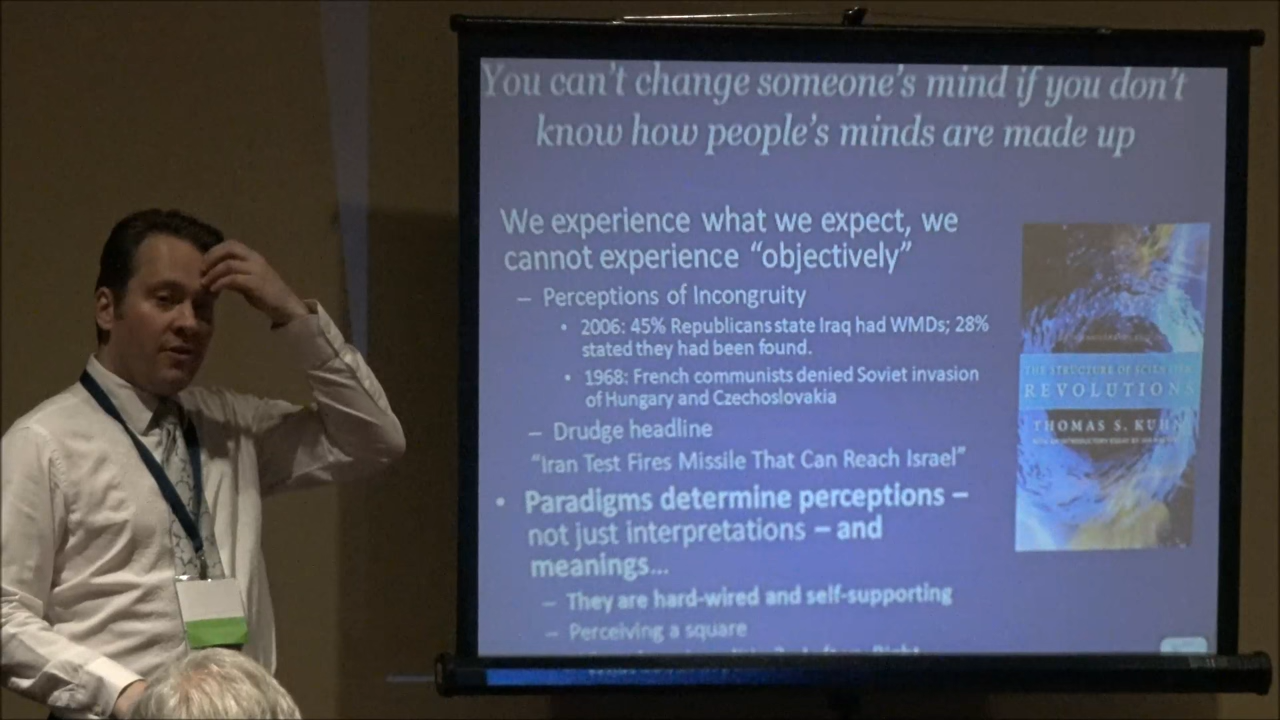 You can't change someone's mind if you don't
know how people's minds are made up
We experience what we expect, we
cannot experience "objectively"
– Perceptions of Incongruity
• 2006: 45% Republicans state Iraq had WMDs; 28%
stated they had been found.
• 1968: French communists denied Soviet invasion
of Hungary and Czechoslovakia
– Drudge headline
"Iran Test Fires Missile That Can Reach Israel"
• Paradigms determine perceptions –
not just interpretations – and
meanings...
– They are hard-wired and self-supporting
– Perceiving a square
THE STRUCTURE OF SCIENTIFIC
REVOLUTIONS
THOMAS S. KUHN